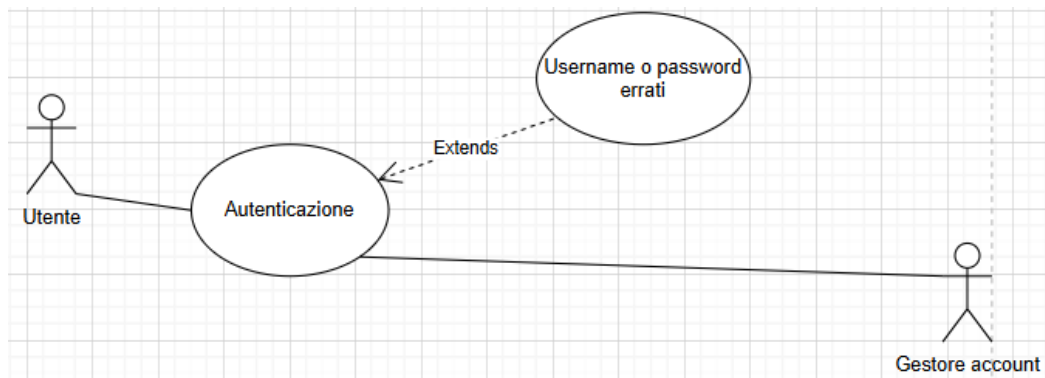 Username o password
errati
Extends
Utente
Autenticazione
Gestore account